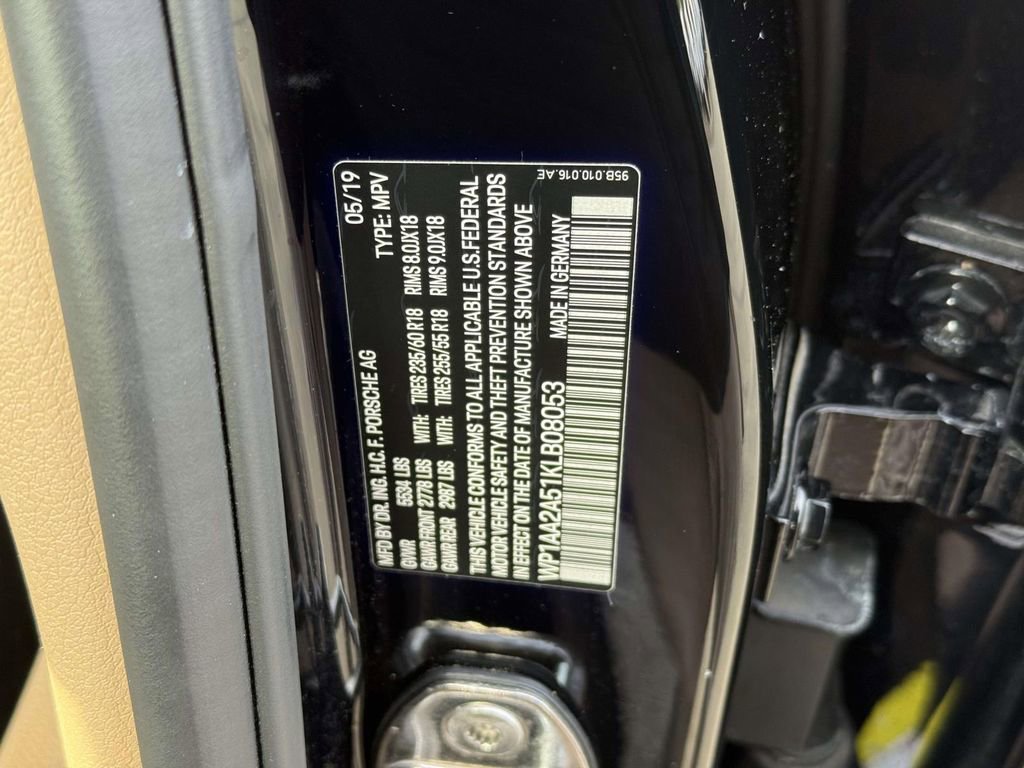 05/19
MFD BY DR. ING. H.C. F. PORSCHE AG TYPE: MPV
GVWR 5534 LBS
GAWR FRONT 2778 LBS WITH: TIRES 235/60 R18 RIMS 8.0JX18
GAWR REAR 2987 LBS WITH: TIRES 255/55 R18 RIMS 9.0JX18
THIS VEHICLE CONFORMS TO ALL APPLICABLE U.S. FEDERAL
MOTOR VEHICLE SAFETY AND THEFT PREVENTION STANDARDS
IN EFFECT ON THE DATE OF MANUFACTURE SHOWN ABOVE
WP1AA2A51KLB08053 MADE IN GERMANY
95B.010.016.AE